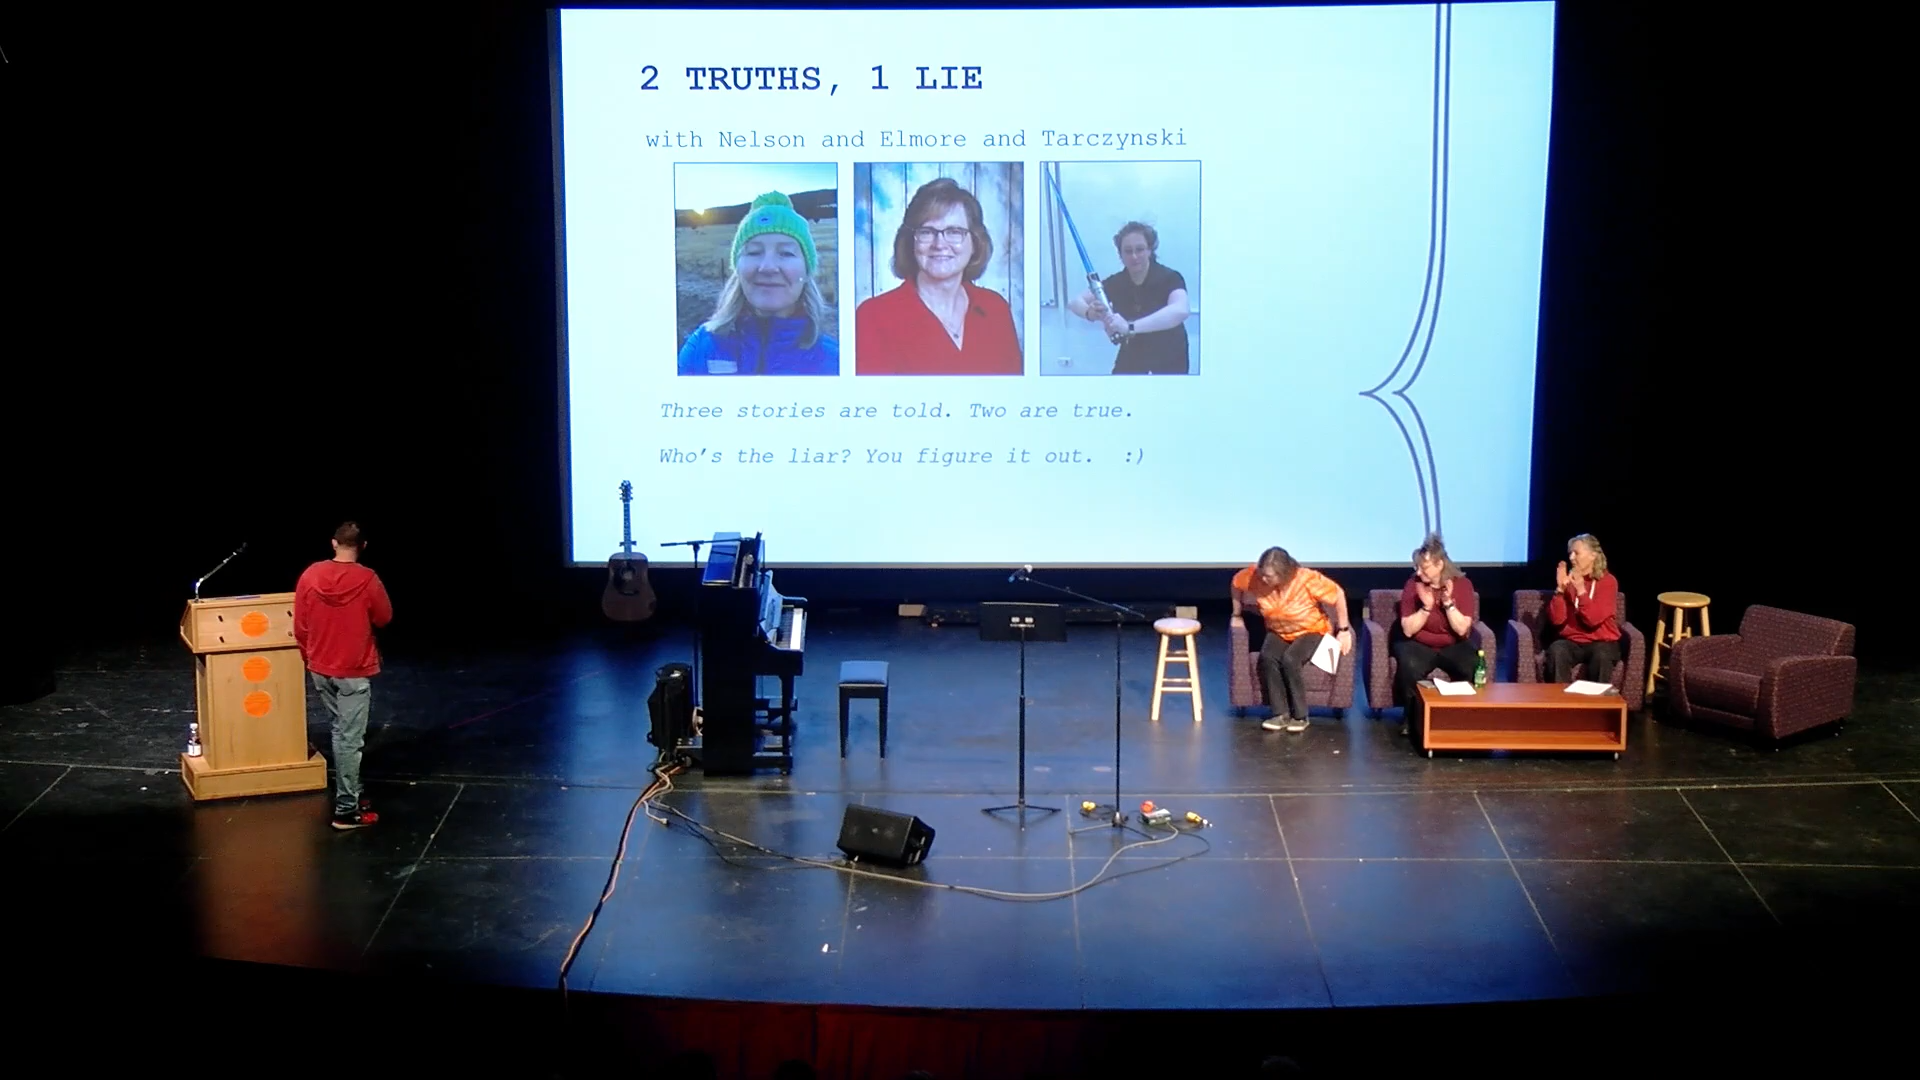 2 TRUTHS, 1 LIE
with Nelson and Elmore and Tarczynski
Three stories are told. Two are true.
Who's the liar? You figure it out. :)